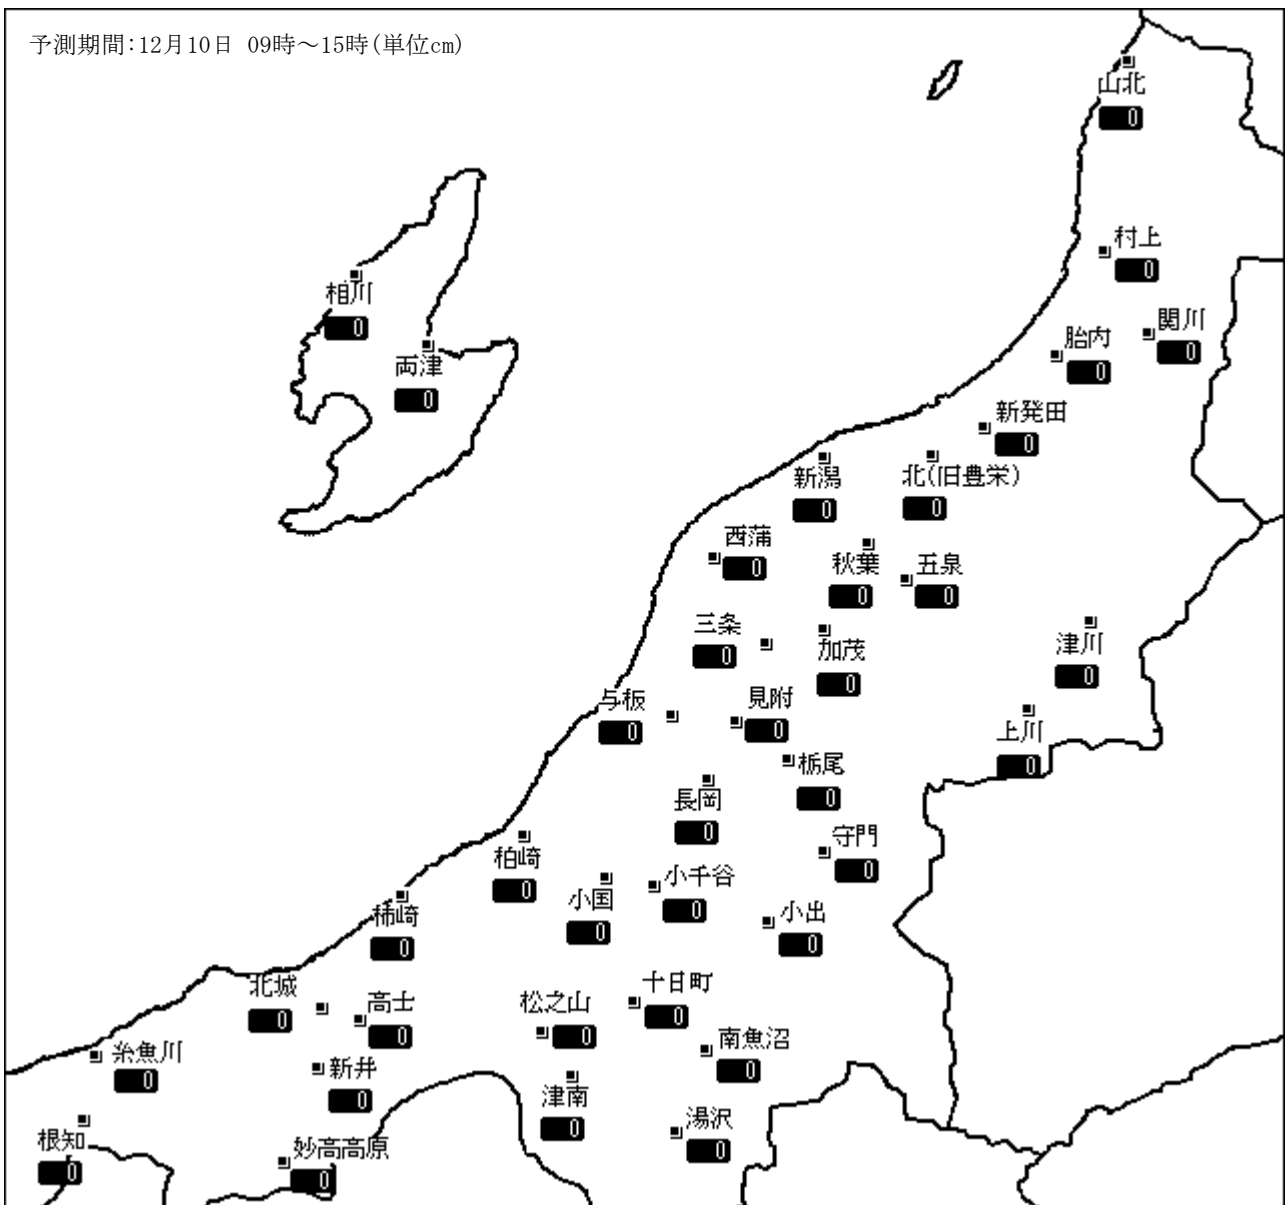 予測期間:12月10日 09時～15時(単位cm)
山北
0
村上
0
相川
0
関川
0
胎内
0
両津
0
新発田
0
新潟
0
北(旧豊栄)
0
西蒲
0
秋葉
0
五泉
0
三条
0
加茂
0
津川
0
与板
0
見附
0
上川
0
栃尾
0
長岡
0
守門
0
柏崎
0
小千谷
0
小国
0
小出
0
柿崎
0
北城
0
高士
0
松之山
0
十日町
0
南魚沼
0
糸魚川
0
新井
0
津南
0
湯沢
0
根知
0
妙高高原
0